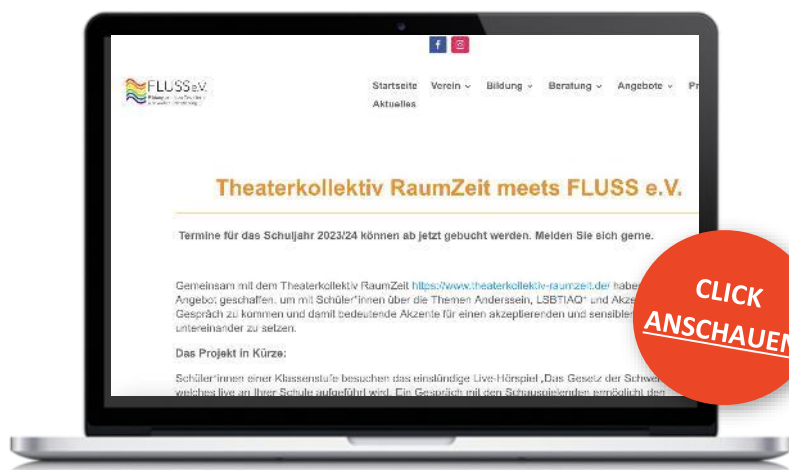 f
FLUSS e.V.
Startseite Verein Bildung Beratung Angebote Pr
Aktuelles
Theaterkollektiv RaumZeit meets FLUSS e.V.
Termine für das Schuljahr 2023/24 können ab jetzt gebucht werden. Melden Sie sich gerne.
Gemeinsam mit dem Theaterkollektiv RaumZeit https://www.theaterkollektiv-raumzeit.de/ haben
Angebot geschaffen, um mit Schüler*innen über die Themen Anderssein, LSBTIAQ* und Akze
Gespräch zu kommen und damit bedeutende Akzente für einen akzeptierenden und sensiblen
untereinander zu setzen.
CLICK
ANSCHAUEN
Das Projekt in Kürze:
Schüler*innen einer Klassenstufe besuchen das einstündige Live-Hörspiel „Das Gesetz der Schwer
welches live an Ihrer Schule aufgeführt wird. Ein Gespräch mit den Schauspielenden ermöglicht den